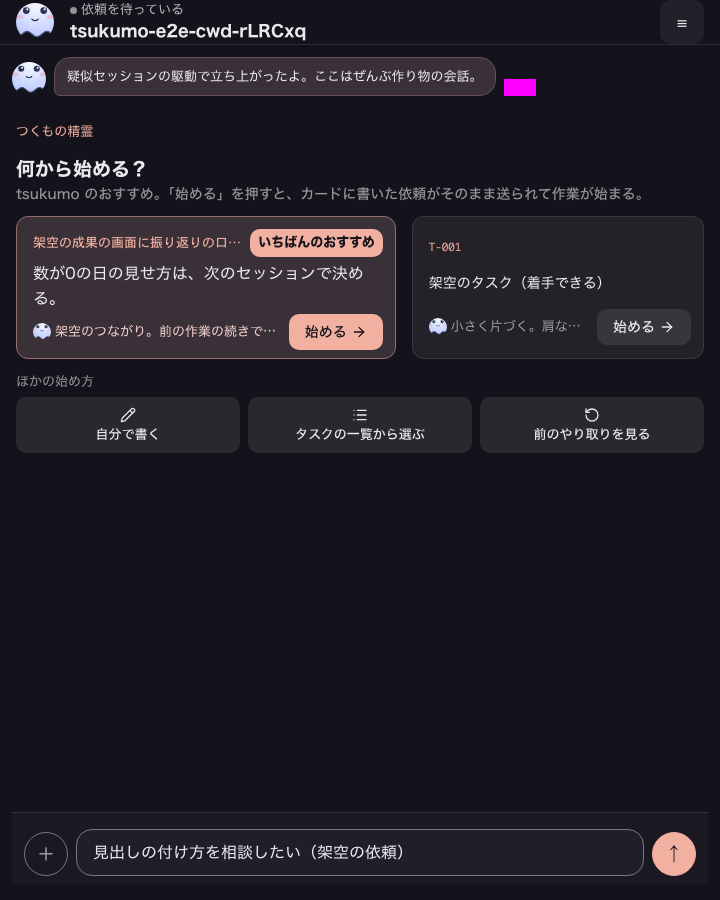 依頼を待っている
tsukumo-e2e-cwd-rLRCxq
疑似セッションの駆動で立ち上がったよ。ここはぜんぶ作り物の会話。
つくもの精霊
何から始める？
tsukumo のおすすめ。「始める」を押すと、カードに書いた依頼がそのまま送られて作業が始まる。
架空の成果の画面に振り返りのロ…
いちばんのおすすめ
数が0の日の見せ方は、次のセッションで決め
る。
架空のつながり。前の作業の続きで…
始める →
T-001
架空のタスク（着手できる）
小さく片づく。肩な…
始める →
ほかの始め方
自分で書く
タスクの一覧から選ぶ
前のやり取りを見る
見出しの付け方を相談したい（架空の依頼）